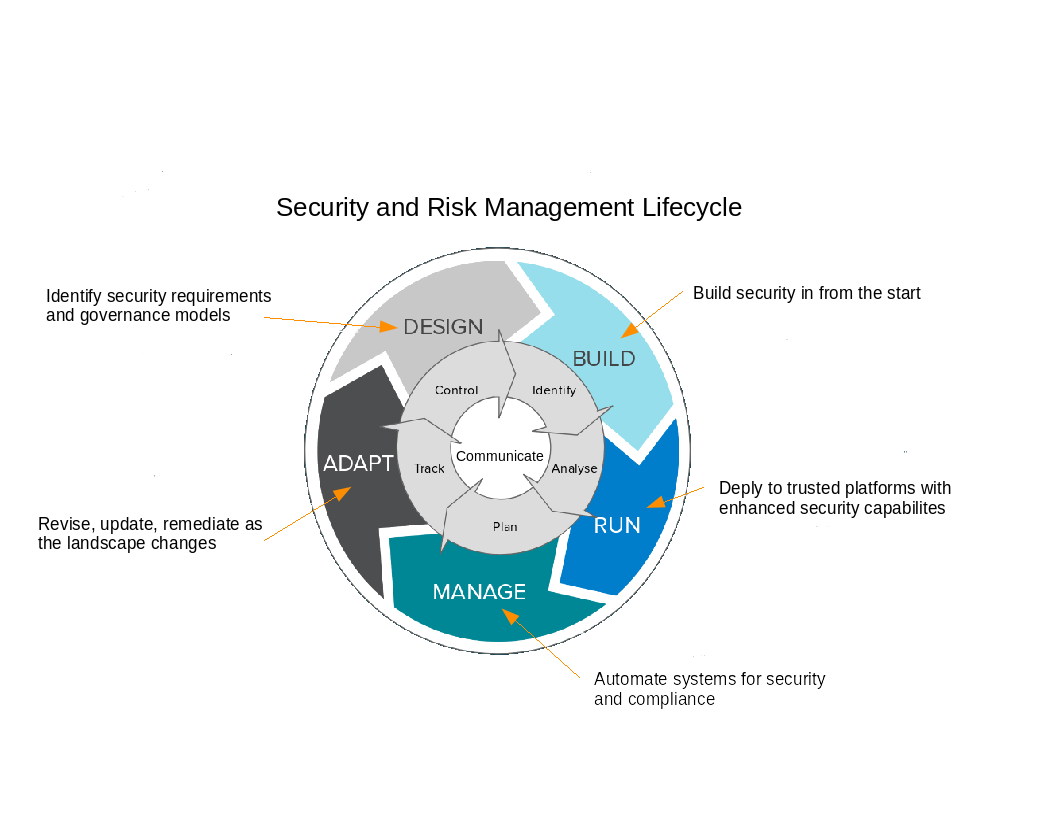 Security and Risk Management Lifecycle
Identify security requirements
and governance models
Build security in from the start
DESIGN
BUILD
Control
Identify
Communicate
ADAPT
Track
Analyse
Deply to trusted platforms with
enhanced security capabilites
Revise, update, remediate as
the landscape changes
Plan
RUN
MANAGE
Automate systems for security
and compliance